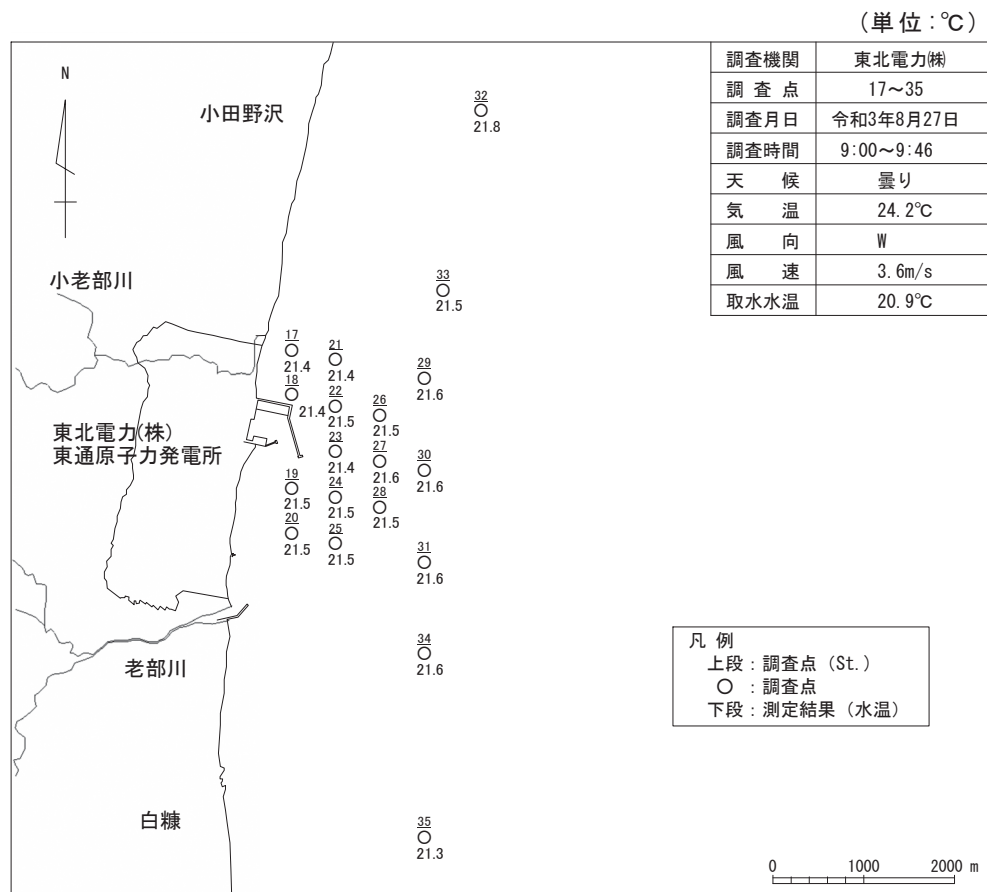 (単位:℃)
調査機関 東北電力㈱
調査点 17～35
調査月日 令和3年8月27日
調査時間 9:00～9:46
天候 曇り
気温 24.2℃
風向 W
風速 3.6m/s
取水水温 20.9℃
N
小田野沢
32
21.8
小老部川
33
21.5
17
21.4
21
21.4
18
21.4
29
21.6
22
21.5
26
21.5
東北電力(株)
東通原子力発電所
23
21.4
27
21.6
30
21.6
19
21.5
24
21.5
28
21.5
20
21.5
25
21.5
31
21.6
34
21.6
老部川
凡例
上段:調査点(St.)
○:調査点
下段:測定結果(水温)
白糠
35
21.3
0 1000 2000 m